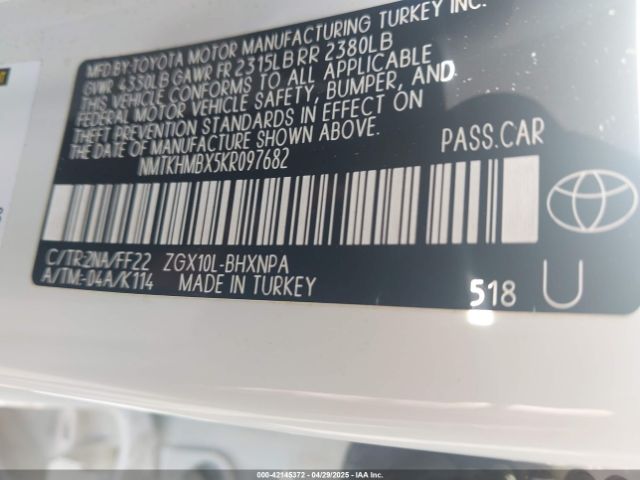 MFD.BY-TOYOTA MOTOR MANUFACTURING TURKEY INC.
GVWR 4330LB GAWR FR 2315LB RR 2380LB
THIS VEHICLE CONFORMS TO ALL APPLICABLE
FEDERAL MOTOR VEHICLE SAFETY, BUMPER, AND
THEFT PREVENTION STANDARDS IN EFFECT ON
THE DATE OF MANUFACTURE SHOWN ABOVE.
NMTKHMBX5KR097682 PASS.CAR
C/TR:2NA/FF22 ZGX10L-BHXNPA
A/TM:-04A/K114 MADE IN TURKEY 518 U
000-42145372 - 04/29/2025 - IAA Inc.